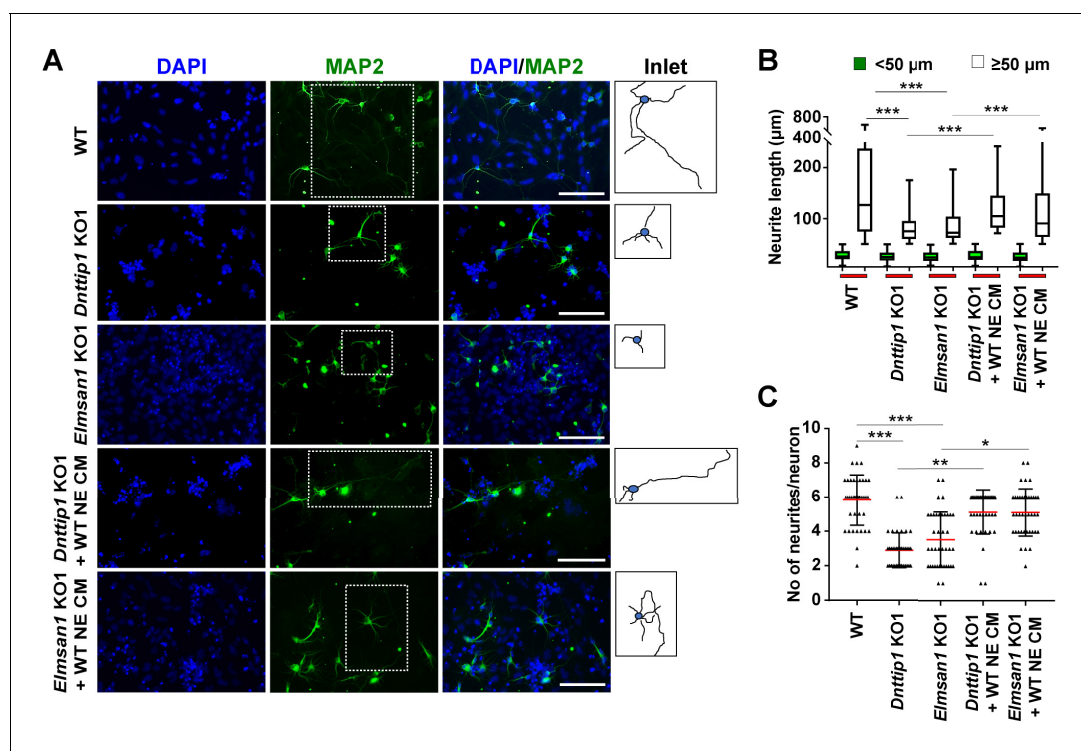 A
DAPI MAP2 DAPI/MAP2 Inlet
WT
Dnttip1 KO1
Elmsan1 KO1
Dnttip1 KO1
+ WT NE CM
Elmsan1 KO1
+ WT NE CM
B
<50 µm ≥50 µm
***
*** ***
***
Neurite length (µm)
800
400
200
100
WT
Dnttip1 KO1
Elmsan1 KO1
Dnttip1 KO1
+ WT NE CM
Elmsan1 KO1
+ WT NE CM
C
***
*** *
**
No of neurites/neuron
10
8
6
4
2
0
WT
Dnttip1 KO1
Elmsan1 KO1
Dnttip1 KO1
+ WT NE CM
Elmsan1 KO1
+ WT NE CM